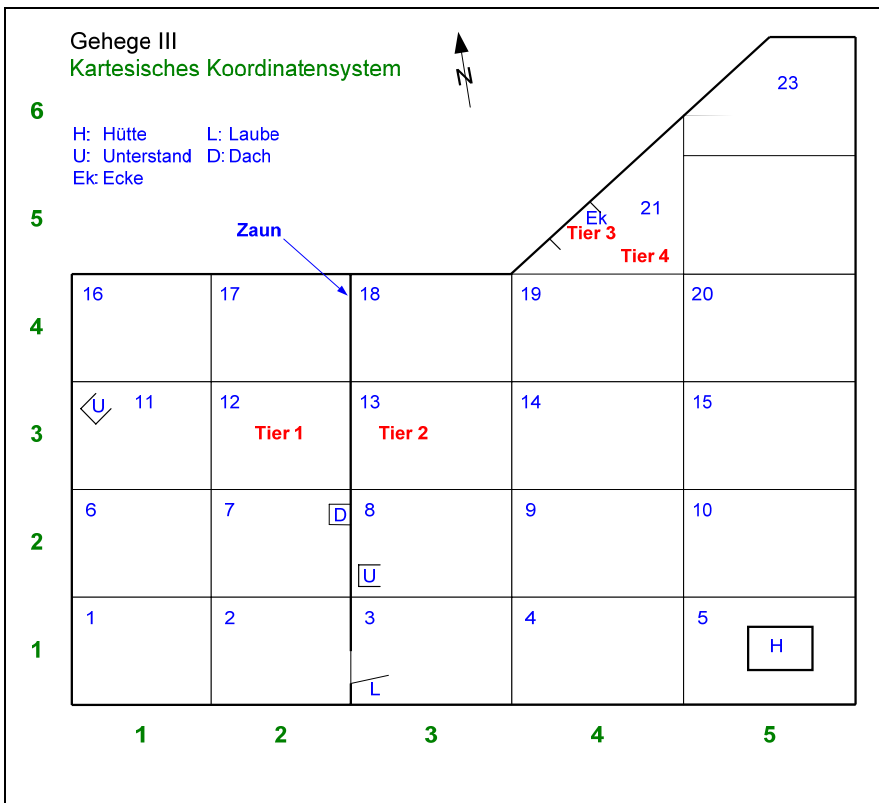 Gehege III
Kartesisches Koordinatensystem
N
6
23
H: Hütte L: Laube
U: Unterstand D: Dach
Ek: Ecke
5
21
Ek
Zaun
Tier 3
Tier 4
16 17 18 19 20
4
U 11 12 13 14 15
3
Tier 1 Tier 2
6 7 D 8 9 10
2
U
1 2 3 4 5
1
H
L
1 2 3 4 5